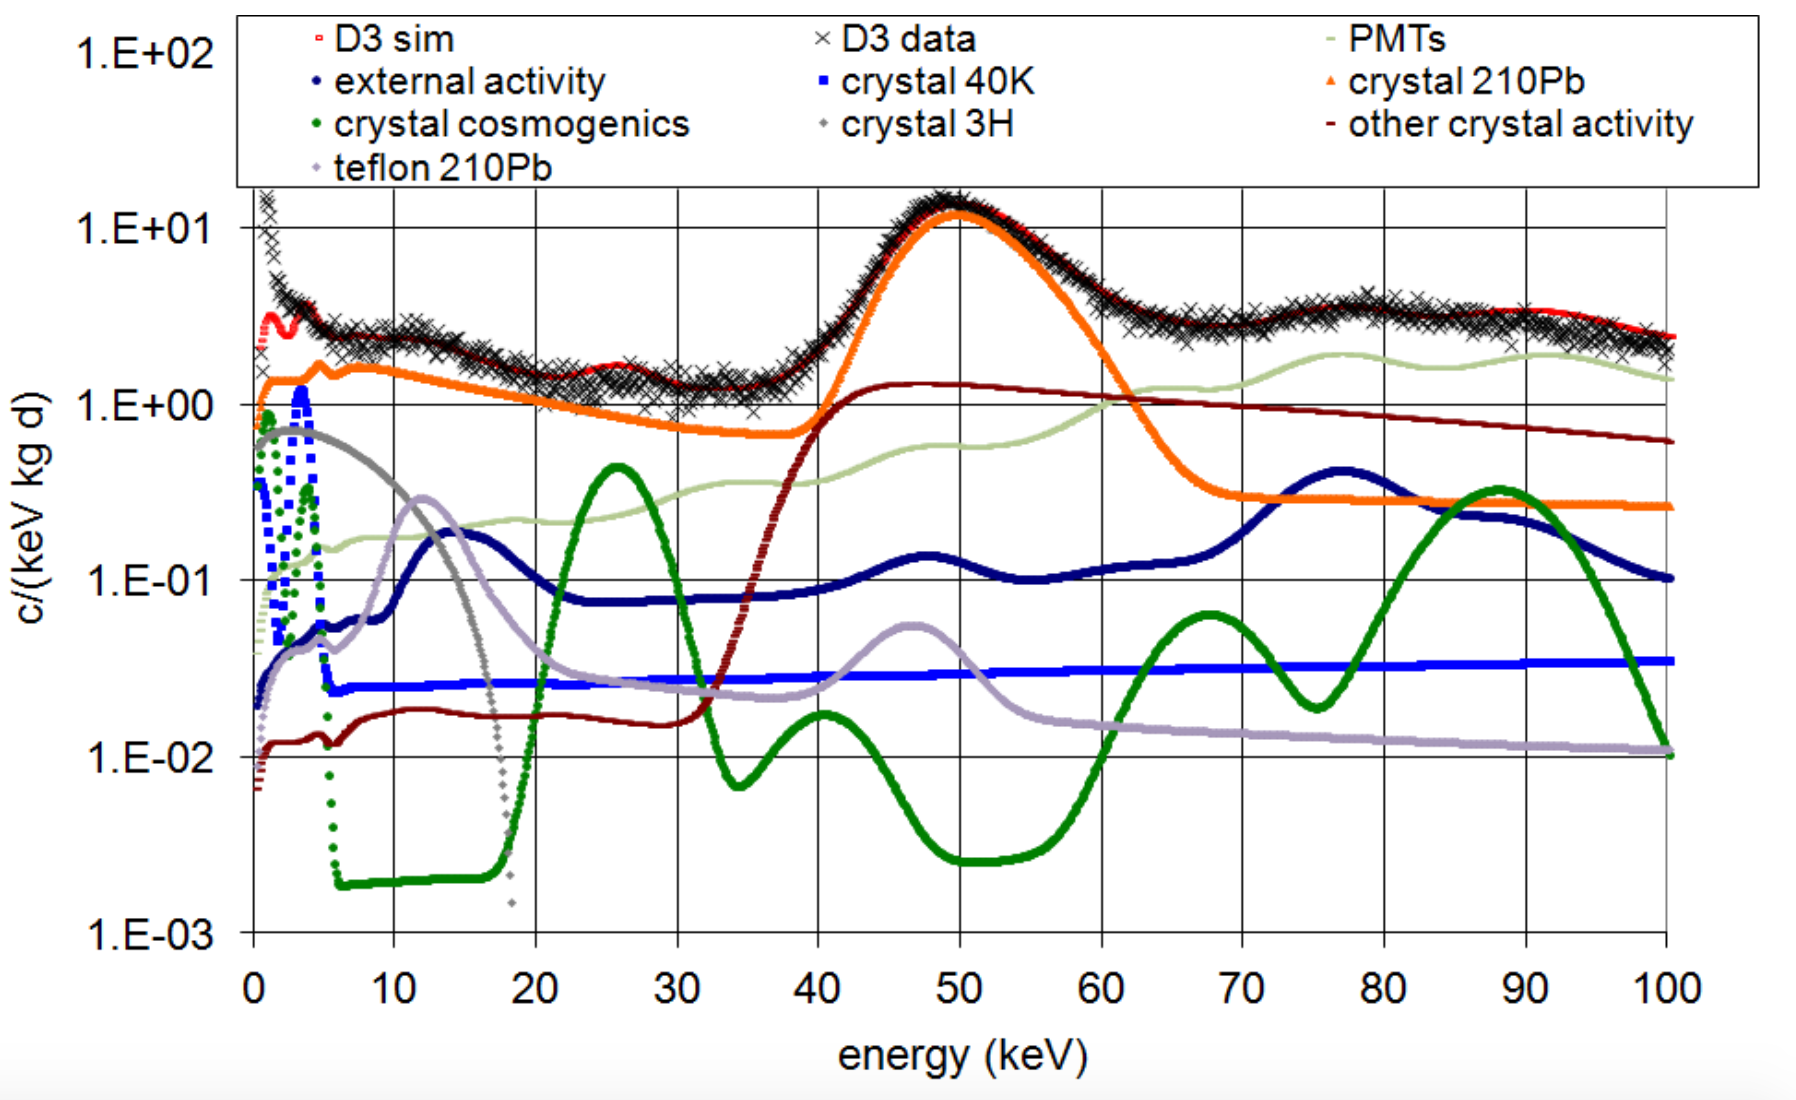 D3 sim D3 data PMTs
external activity crystal 40K crystal 210Pb
crystal cosmogenics crystal 3H other crystal activity
teflon 210Pb
1.E+02
1.E+01
1.E+00
1.E-01
1.E-02
1.E-03
c/(keV kg d)
0 10 20 30 40 50 60 70 80 90 100
energy (keV)